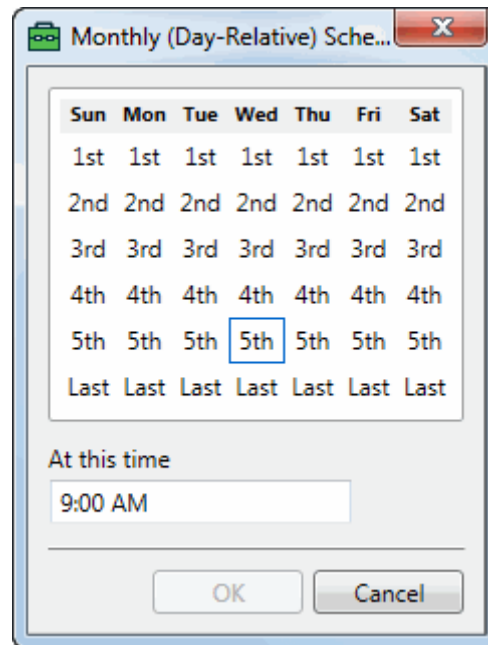 Monthly (Day-Relative) Sche...
Sun Mon Tue Wed Thu Fri Sat
1st 1st 1st 1st 1st 1st 1st
2nd 2nd 2nd 2nd 2nd 2nd 2nd
3rd 3rd 3rd 3rd 3rd 3rd 3rd
4th 4th 4th 4th 4th 4th 4th
5th 5th 5th 5th 5th 5th 5th
Last Last Last Last Last Last Last
At this time
9:00 AM
OK Cancel